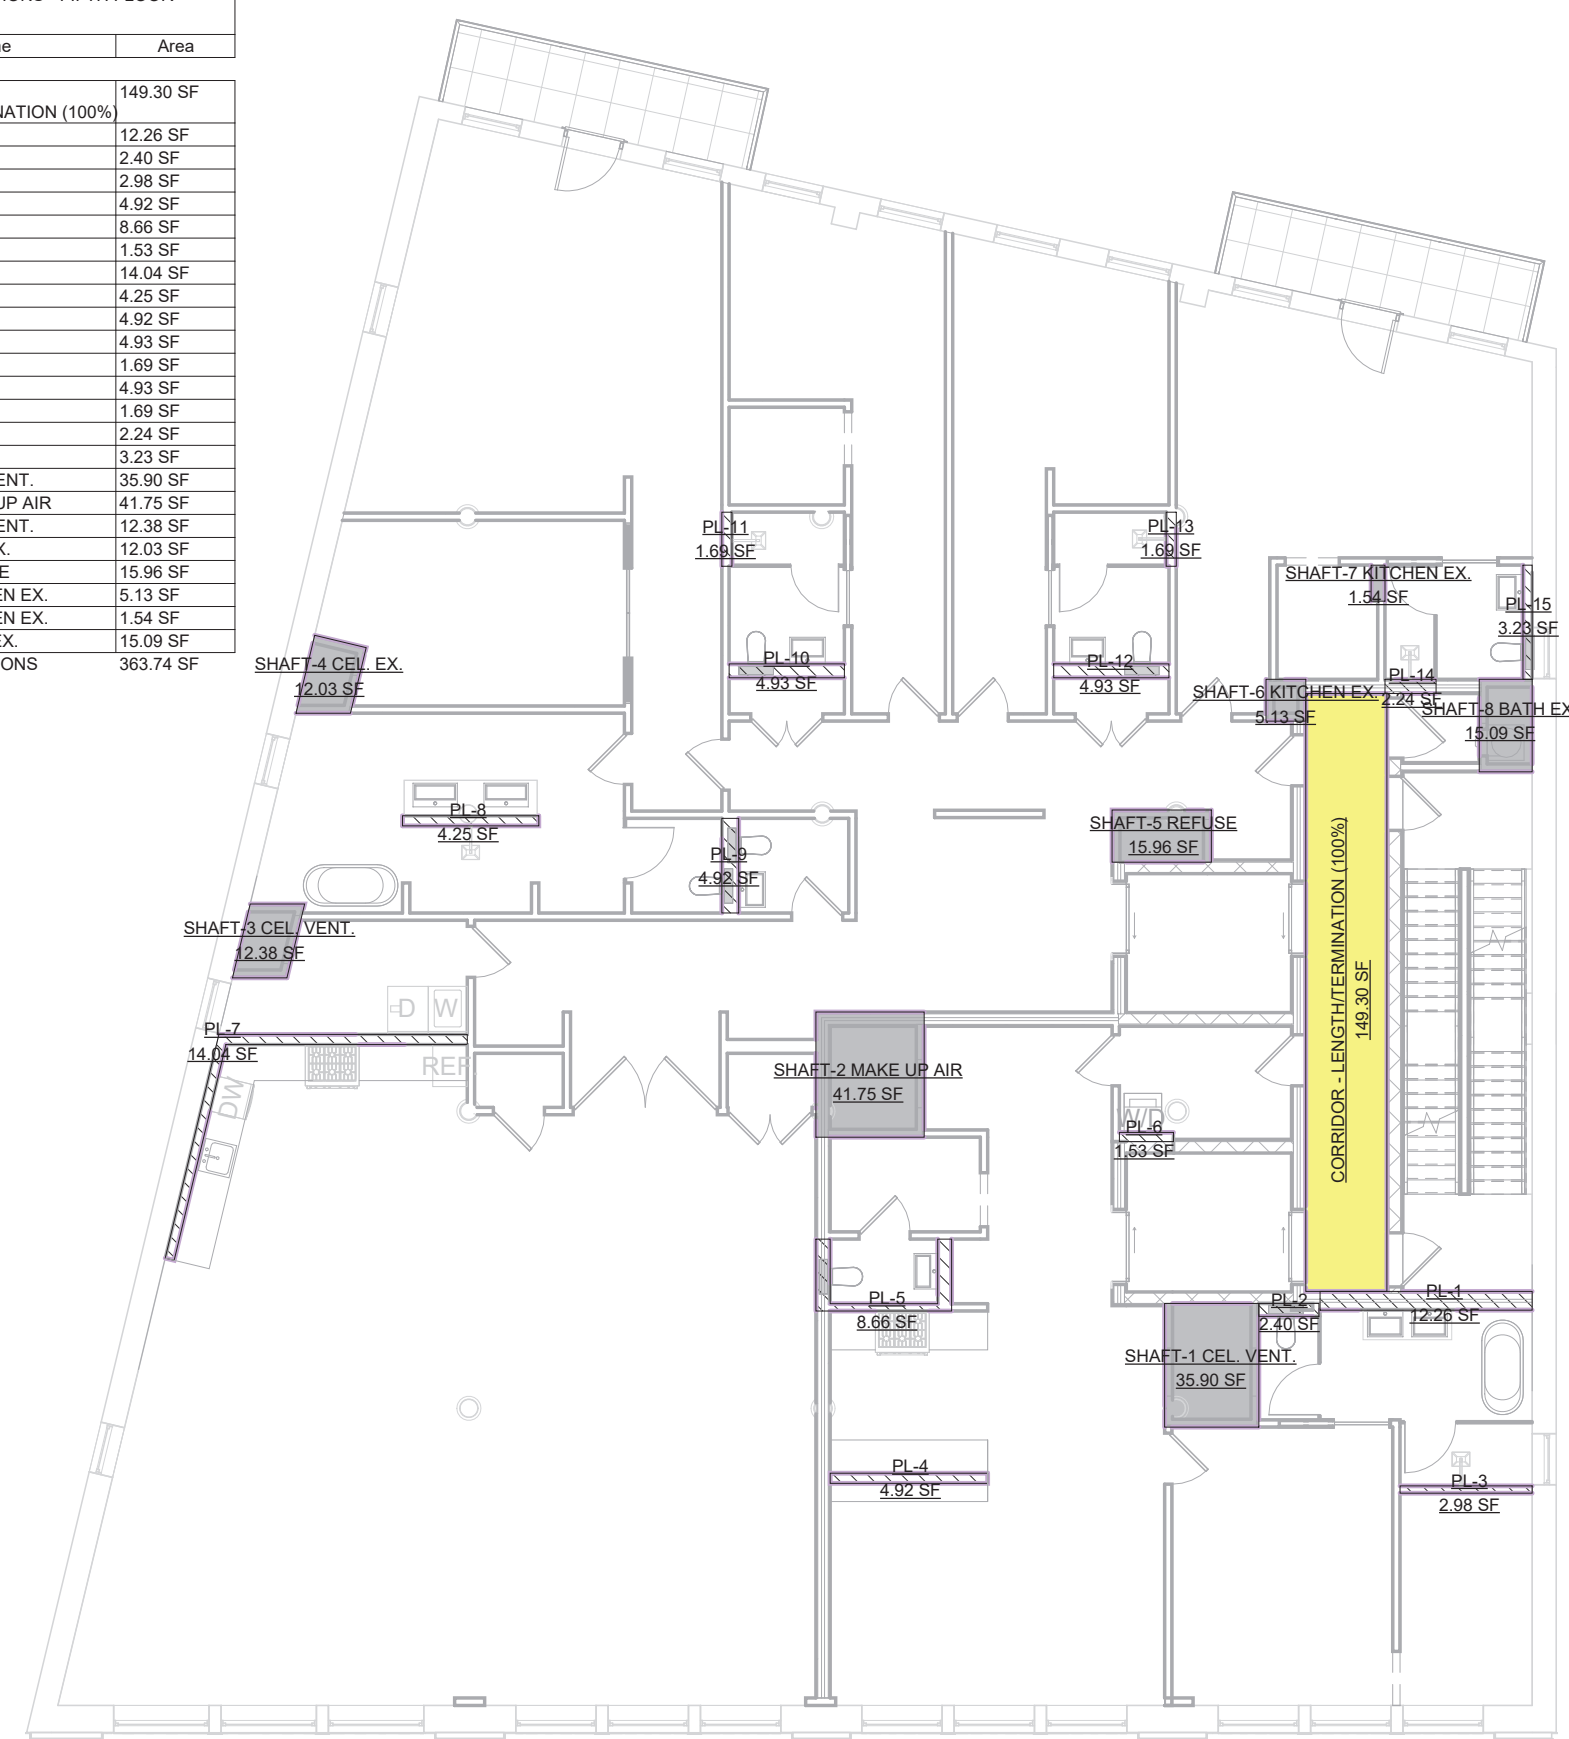 Area
149.30 SF
NATION (100%)
12.26 SF
2.40 SF
2.98 SF
4.92 SF
8.66 SF
1.53 SF
14.04 SF
4.25 SF
4.92 SF
4.93 SF
1.69 SF
4.93 SF
1.69 SF
2.24 SF
3.23 SF
ENT. 35.90 SF
UP AIR 41.75 SF
ENT. 12.38 SF
X. 12.03 SF
E 15.96 SF
EN EX. 5.13 SF
EN EX. 1.54 SF
EX. 15.09 SF
IONS 363.74 SF
PL-11
1.69 SF
PL-13
1.69 SF
SHAFT-7 KITCHEN EX.
1.54 SF
PL-15
3.23 SF
SHAFT-4 CEL. EX.
12.03 SF
PL-10
4.93 SF
PL-12
4.93 SF
PL-14
2.24 SF
SHAFT-6 KITCHEN EX.
5.13 SF
SHAFT-8 BATH EX
15.09 SF
PL-8
4.25 SF
SHAFT-5 REFUSE
15.96 SF
PL-9
4.92 SF
SHAFT-3 CEL. VENT.
12.38 SF
CORRIDOR - LENGTH/TERMINATION (100%)
149.30 SF
D
W
PL-7
14.04 SF
REF
DW
SHAFT-2 MAKE UP AIR
41.75 SF
W/D
PL-6
1.53 SF
PL-5
8.66 SF
PL-2
2.40 SF
PL-1
12.26 SF
SHAFT-1 CEL. VENT.
35.90 SF
PL-4
4.92 SF
PL-3
2.98 SF